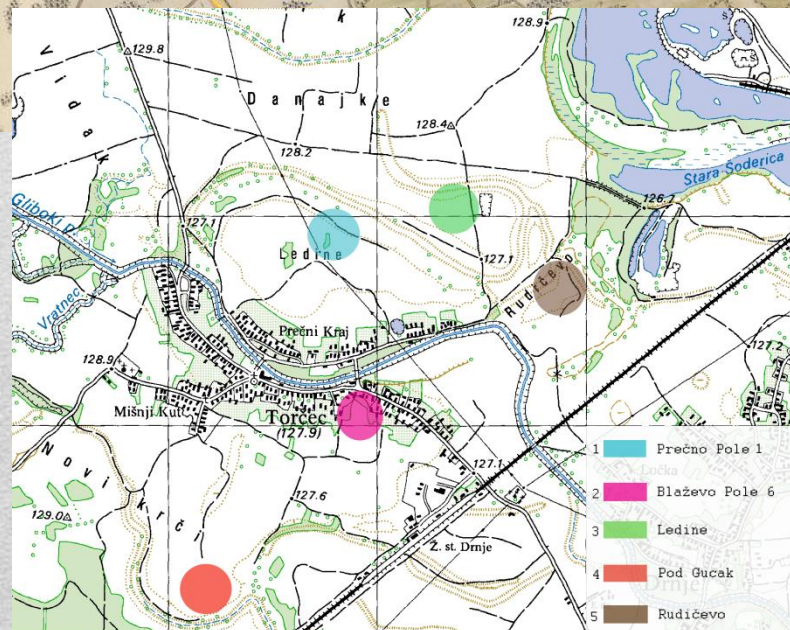 128.9
129.8
Vidak
Danajke
128.4
128.2
Stara Šoderica
126.7
Gliboki p.
127.1
Ledine
127.1
Rudičevo
Vratnec
Prečni Kraj
128.9
127.2
Mišnji Kut
Torčec
(127.9)
Novi krči
127.1
127.6
129.0
Ž. st. Drnje
Ločka
Drnje
1 Prečno Pole 1
2 Blaževo Pole 6
3 Ledine
4 Pod Gucak
5 Rudičevo